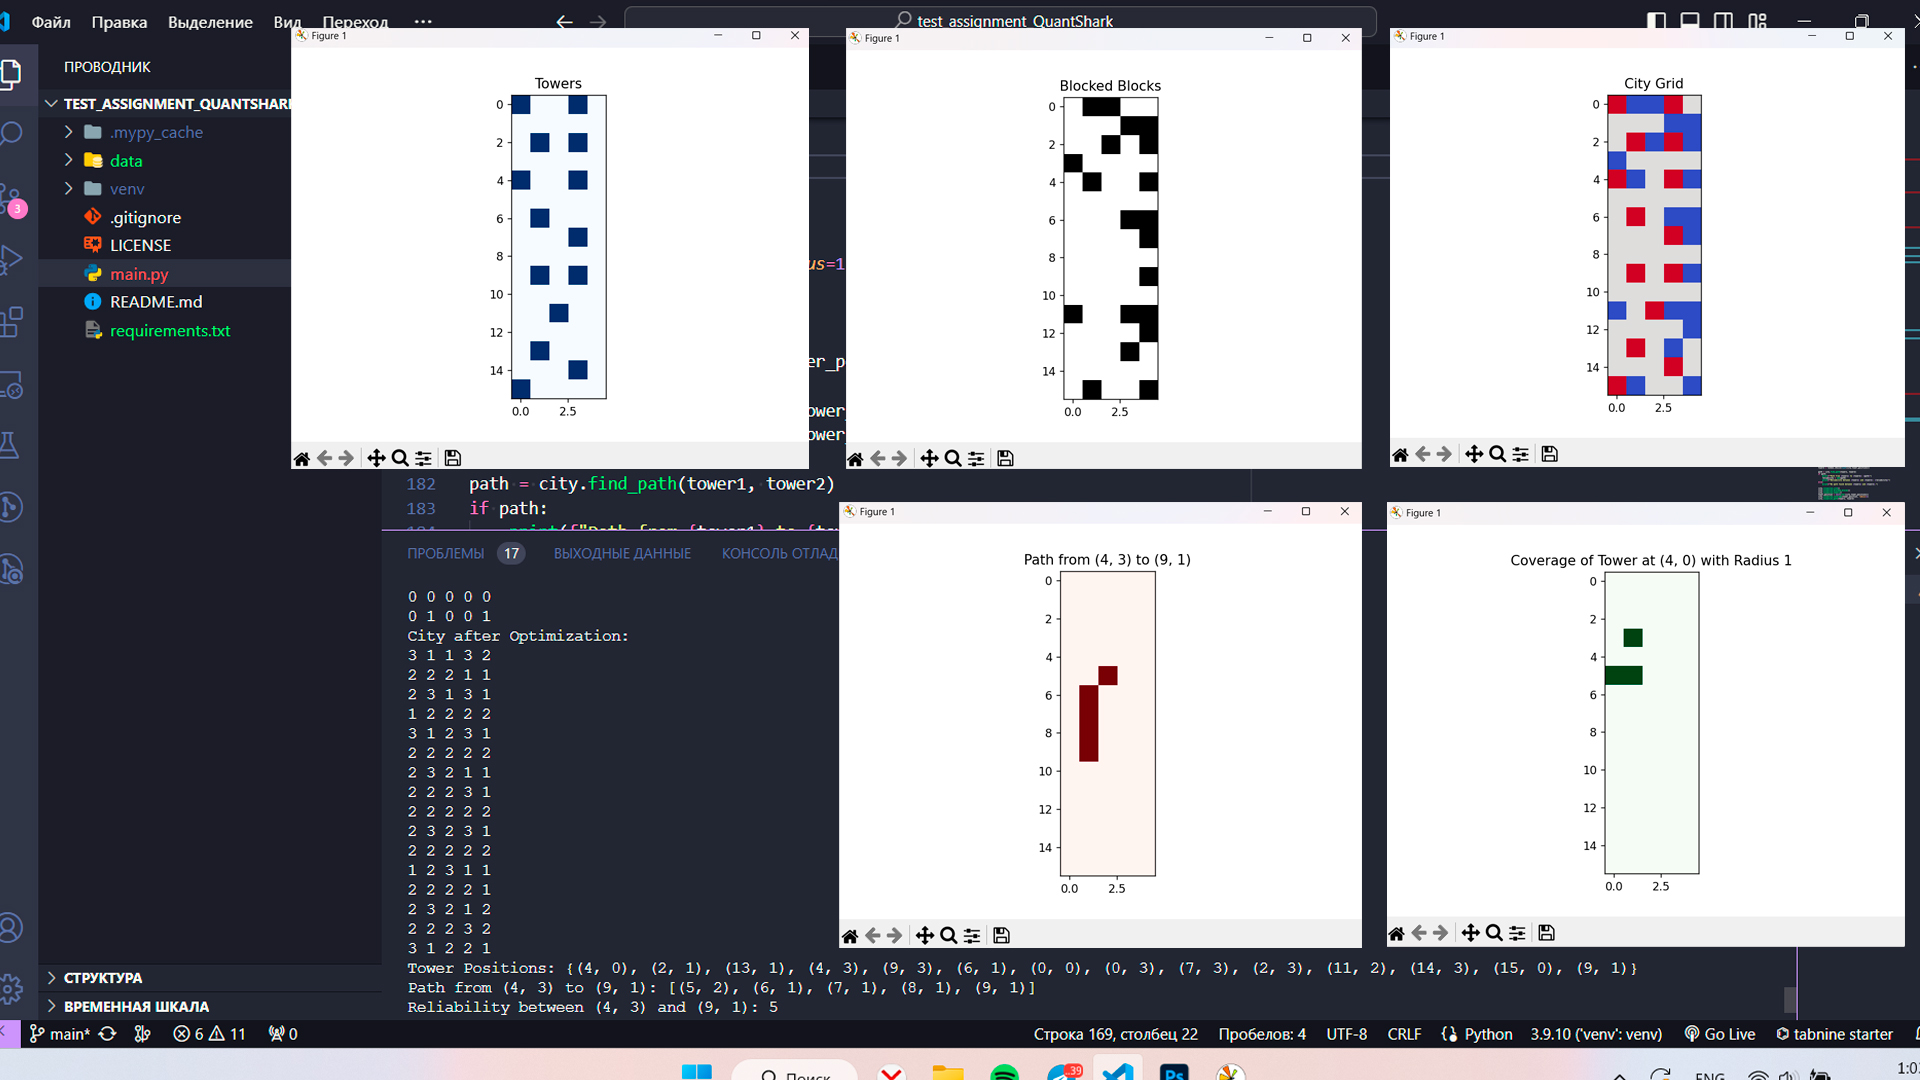 Файл Правка Выделение Вид Переход ···
test_assignment_QuantShark
ПРОВОДНИК
TEST_ASSIGNMENT_QUANTSHARK
.mypy_cache
data
venv
.gitignore
LICENSE
main.py
README.md
requirements.txt
3
СТРУКТУРА
ВРЕМЕННАЯ ШКАЛА
Figure 1
Towers
0
2
4
6
8
10
12
14
0.0 2.5
Figure 1
Blocked Blocks
0
2
4
6
8
10
12
14
0.0 2.5
Figure 1
City Grid
0
2
4
6
8
10
12
14
0.0 2.5
us=1
er_p
ower_
ower_
182 path = city.find_path(tower1, tower2)
183 if path:
Figure 1
Path from (4, 3) to (9, 1)
0
2
4
6
8
10
12
14
0.0 2.5
Figure 1
Coverage of Tower at (4, 0) with Radius 1
0
2
4
6
8
10
12
14
0.0 2.5
ПРОБЛЕМЫ 17 ВЫХОДНЫЕ ДАННЫЕ КОНСОЛЬ ОТЛАД
0 0 0 0 0
0 1 0 0 1
City after Optimization:
3 1 1 3 2
2 2 2 1 1
2 3 1 3 1
1 2 2 2 2
3 1 2 3 1
2 2 2 2 2
2 3 2 1 1
2 2 2 3 1
2 2 2 2 2
2 3 2 3 1
2 2 2 2 2
1 2 3 1 1
2 2 2 2 1
2 3 2 1 2
2 2 2 3 2
3 1 2 2 1
Tower Positions: {(4, 0), (2, 1), (13, 1), (4, 3), (9, 3), (6, 1), (0, 0), (0, 3), (7, 3), (2, 3), (11, 2), (14, 3), (15, 0), (9, 1)}
Path from (4, 3) to (9, 1): [(5, 2), (6, 1), (7, 1), (8, 1), (9, 1)]
Reliability between (4, 3) and (9, 1): 5
main* 6 11 0 Строка 169, столбец 22 Пробелов: 4 UTF-8 CRLF Python 3.9.10 ('venv': venv) Go Live tabnine starter
Поиск 39 Ps ENG